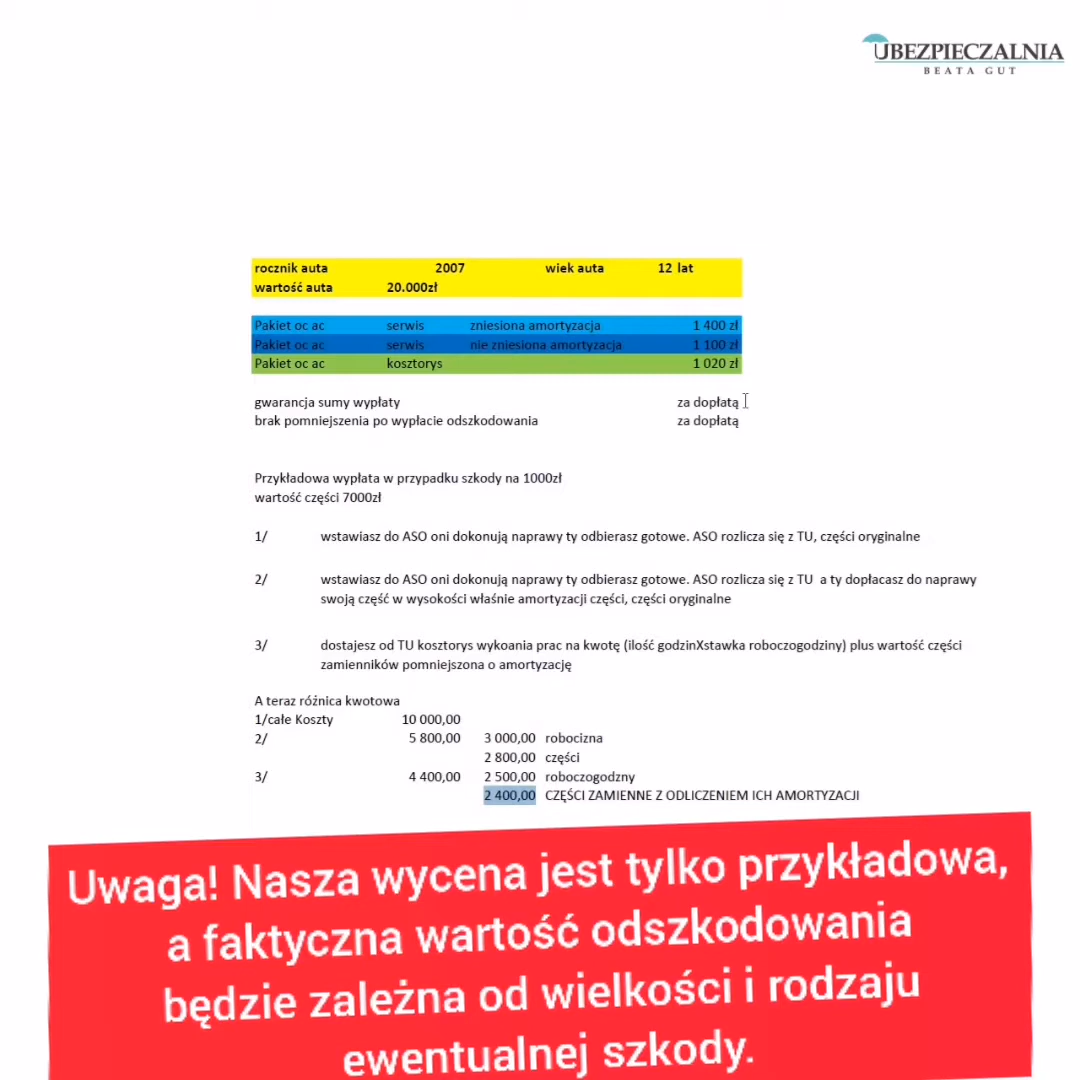 UBEZPIECZALNIA
BEATA GUT
rocznik auta 2007 wiek auta 12 lat
wartość auta 20.000zł
Pakiet oc ac serwis zniesiona amortyzacja 1 400 zł
Pakiet oc ac serwis nie zniesiona amortyzacja 1 100 zł
Pakiet oc ac kosztorys 1 020 zł
gwarancja sumy wypłaty za dopłatą
brak pomniejszenia po wypłacie odszkodowania za dopłatą
Przykładowa wypłata w przypadku szkody na 1000zł
wartość części 7000zł
1/ wstawiasz do ASO oni dokonują naprawy ty odbierasz gotowe. ASO rozlicza się z TU, części oryginalne
2/ wstawiasz do ASO oni dokonują naprawy ty odbierasz gotowe. ASO rozlicza się z TU a ty dopłacasz do naprawy
swoją część w wysokości właśnie amortyzacji części, części oryginalne
3/ dostajesz od TU kosztorys wykoania prac na kwotę (ilość godzinXstawka roboczogodziny) plus wartość części
zamienników pomniejszona o amortyzację
A teraz różnica kwotowa
1/całe Koszty 10 000,00
2/ 5 800,00 3 000,00 robocizna
2 800,00 części
3/ 4 400,00 2 500,00 roboczogodzny
2 400,00 CZĘŚCI ZAMIENNE Z ODLICZENIEM ICH AMORTYZACJI
Uwaga! Nasza wycena jest tylko przykładowa,
a faktyczna wartość odszkodowania
będzie zależna od wielkości i rodzaju
ewentualnej szkody.